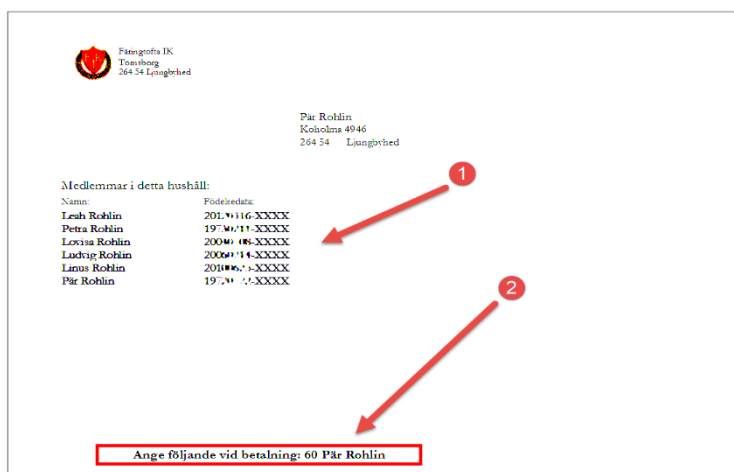 Färingtofta IK
Tomsborg
264 54 Ljungbyhed
Pär Rohlin
Koholma 4946
264 54 Ljungbyhed
1
Medlemmar i detta hushåll:
Namn: Födelsedata:
Leah Rohlin
Petra Rohlin
Lovisa Rohlin
Ludvig Rohlin
Linus Rohlin
Pär Rohlin
2
Ange följande vid betalning: 60 Pär Rohlin